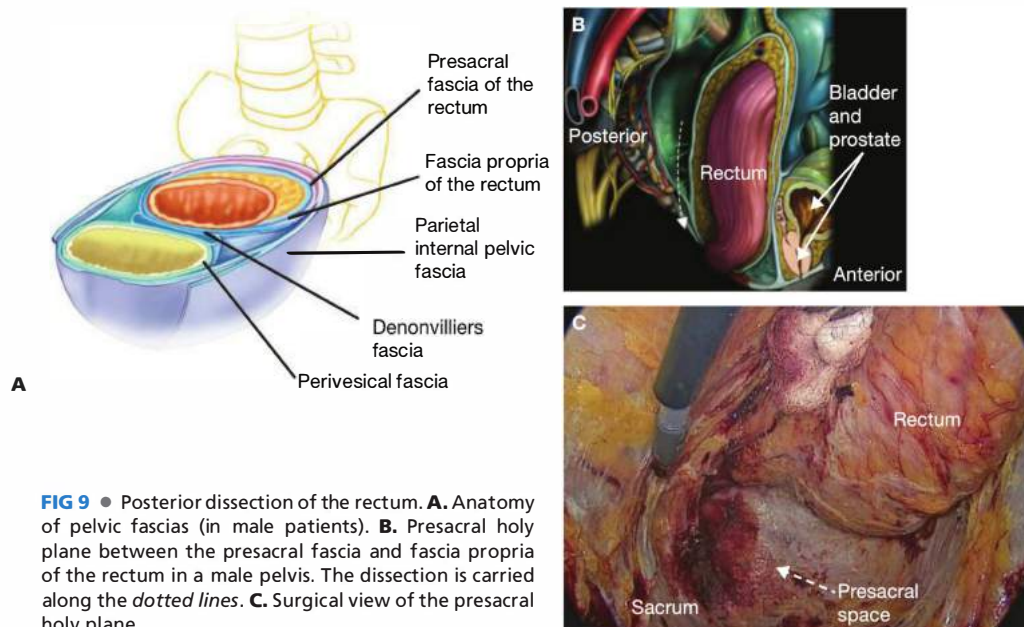 Presacral
fascia of the
rectum
Fascia propria
of the rectum
Parietal
internal pelvic
fascia
Denonvilliers
fascia
Perivesical fascia
A
B
Posterior
Rectum
Bladder
and
prostate
Anterior
C
Rectum
Sacrum
Presacral
space
FIG 9 ● Posterior dissection of the rectum. A. Anatomy
of pelvic fascias (in male patients). B. Presacral holy
plane between the presacral fascia and fascia propria
of the rectum in a male pelvis. The dissection is carried
along the dotted lines. C. Surgical view of the presacral
holy plane